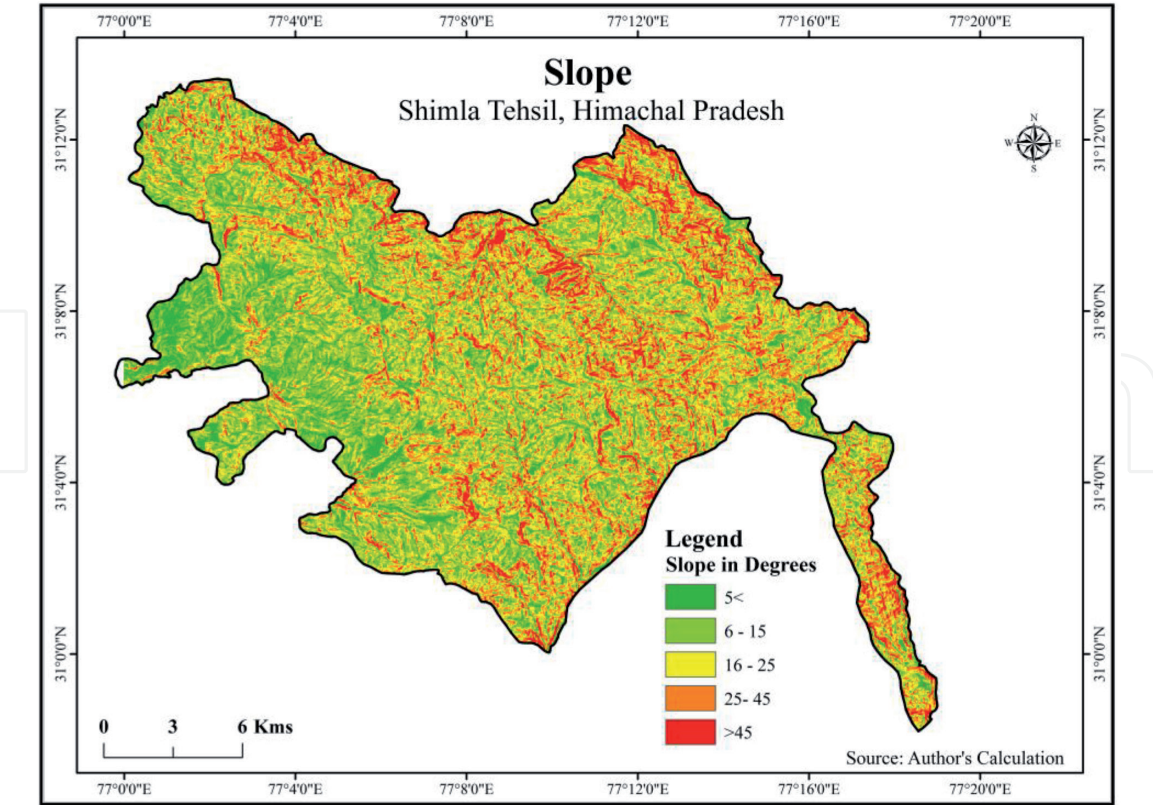 77°0'0"E 77°4'0"E 77°8'0"E 77°12'0"E 77°16'0"E 77°20'0"E
Slope
Shimla Tehsil, Himachal Pradesh
N
W E
S
31°12'0"N 31°12'0"N
31°8'0"N 31°8'0"N
31°4'0"N 31°4'0"N
31°0'0"N 31°0'0"N
Legend
Slope in Degrees
5<
6 - 15
16 - 25
25- 45
>45
0 3 6 Kms
Source: Author's Calculation
77°0'0"E 77°4'0"E 77°8'0"E 77°12'0"E 77°16'0"E 77°20'0"E